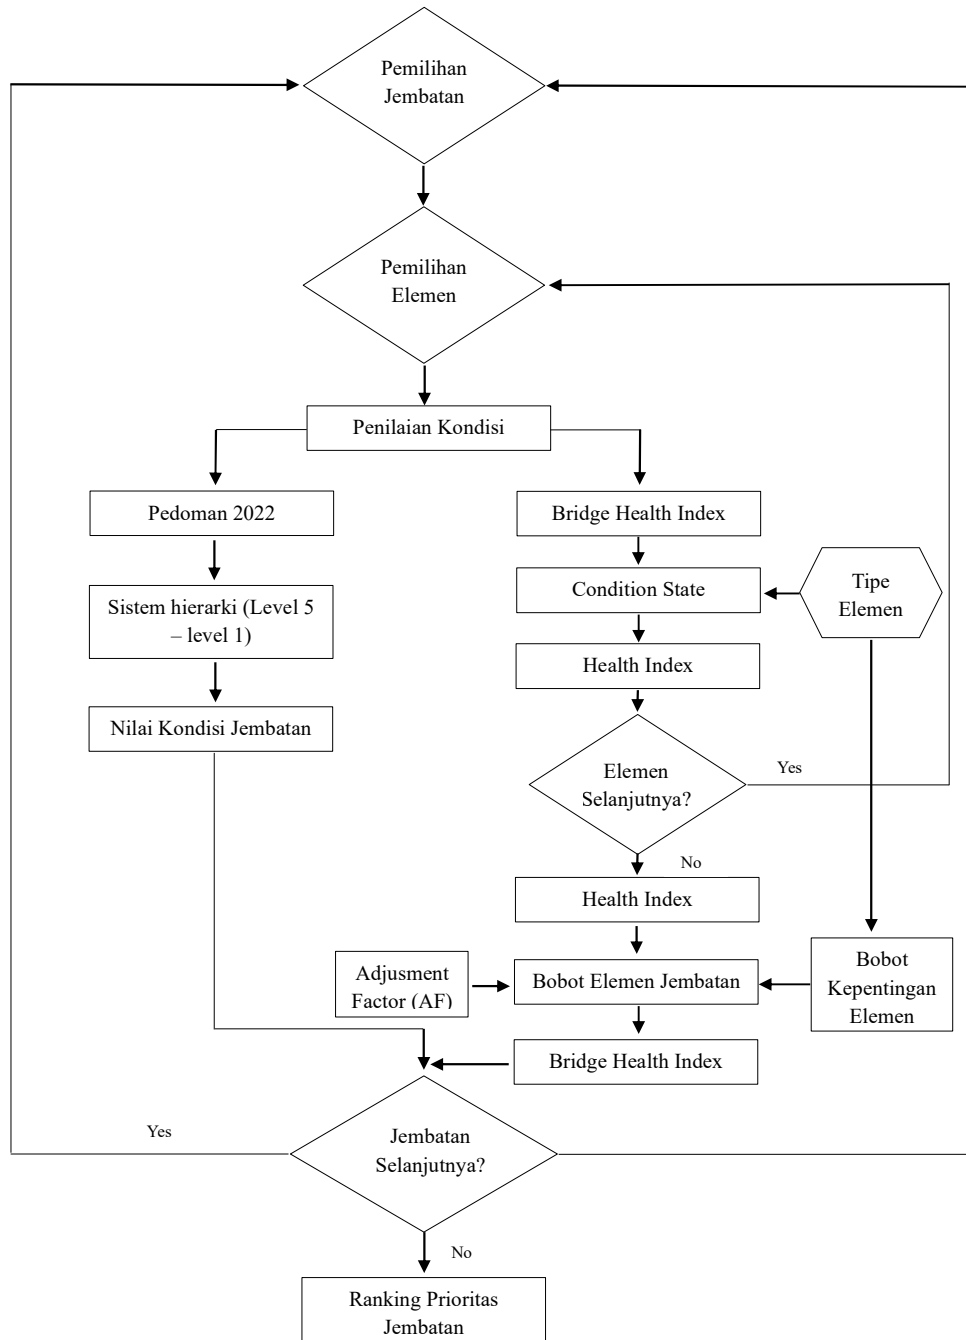 Pemilihan
Jembatan
Pemilihan
Elemen
Penilaian Kondisi
Pedoman 2022
Bridge Health Index
Sistem hierarki (Level 5
– level 1)
Condition State
Tipe
Elemen
Health Index
Nilai Kondisi Jembatan
Elemen
Selanjutnya?
Yes
No
Health Index
Adjusment
Factor (AF)
Bobot Elemen Jembatan
Bobot
Kepentingan
Elemen
Bridge Health Index
Yes
Jembatan
Selanjutnya?
No
Ranking Prioritas
Jembatan